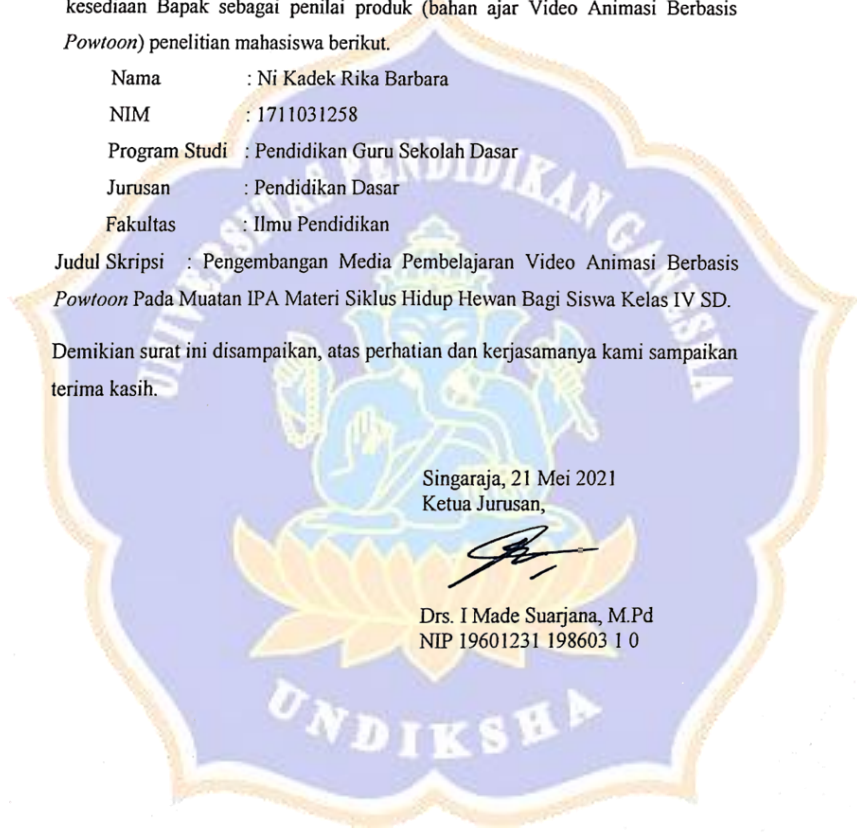 kesediaan Bapak sebagai penilai produk (bahan ajar Video Animasi Berbasis
Powtoon) penelitian mahasiswa berikut.
Nama : Ni Kadek Rika Barbara
NIM : 1711031258
Program Studi : Pendidikan Guru Sekolah Dasar
Jurusan : Pendidikan Dasar
Fakultas : Ilmu Pendidikan
Judul Skripsi : Pengembangan Media Pembelajaran Video Animasi Berbasis
Powtoon Pada Muatan IPA Materi Siklus Hidup Hewan Bagi Siswa Kelas IV SD.
Demikian surat ini disampaikan, atas perhatian dan kerjasamanya kami sampaikan
terima kasih.
Singaraja, 21 Mei 2021
Ketua Jurusan,
Drs. I Made Suarjana, M.Pd
NIP 19601231 198603 1 0
UNIVERSITAS PENDIDIKAN GANESHA
UNDIKSHA